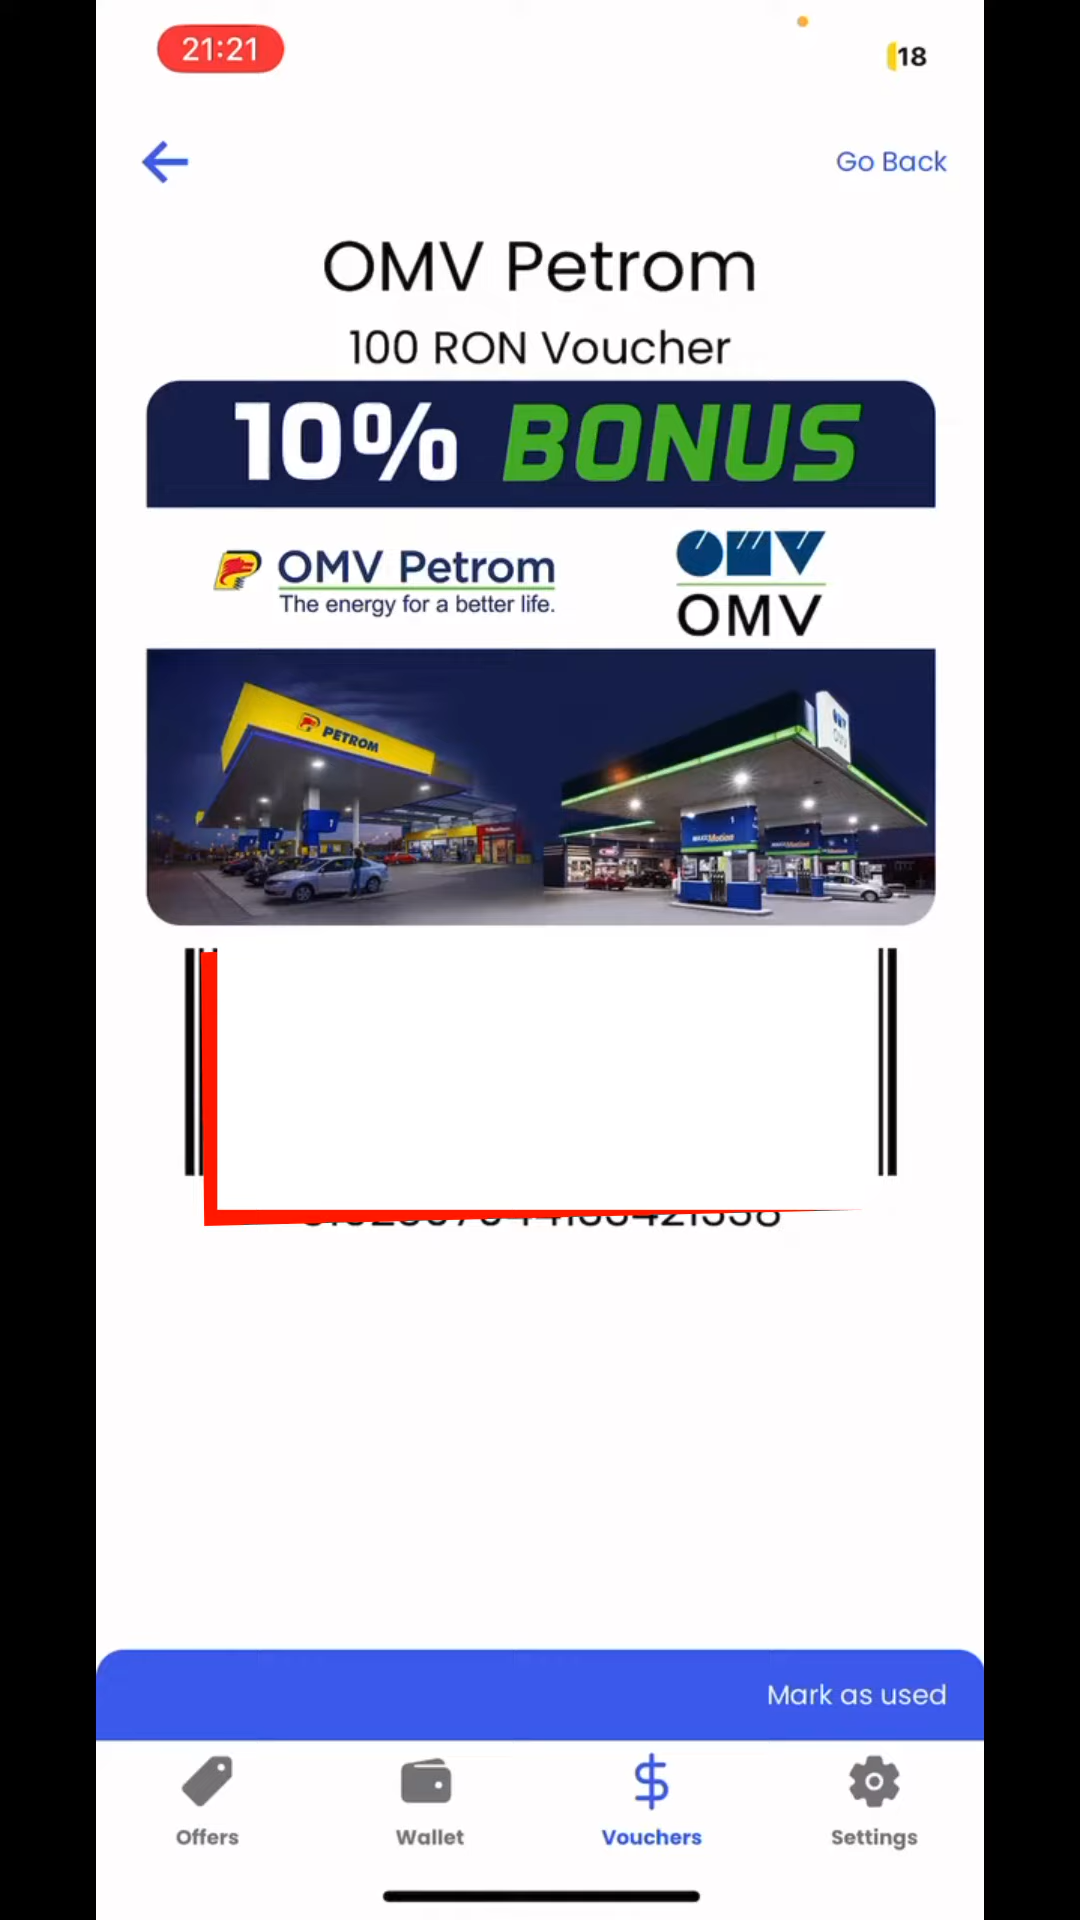 21:21
18
Go Back
OMV Petrom
100 RON Voucher
10% BONUS
OMV Petrom
The energy for a better life.
OMV
OMV
PETROM
Mark as used
Offers
Wallet
Vouchers
Settings